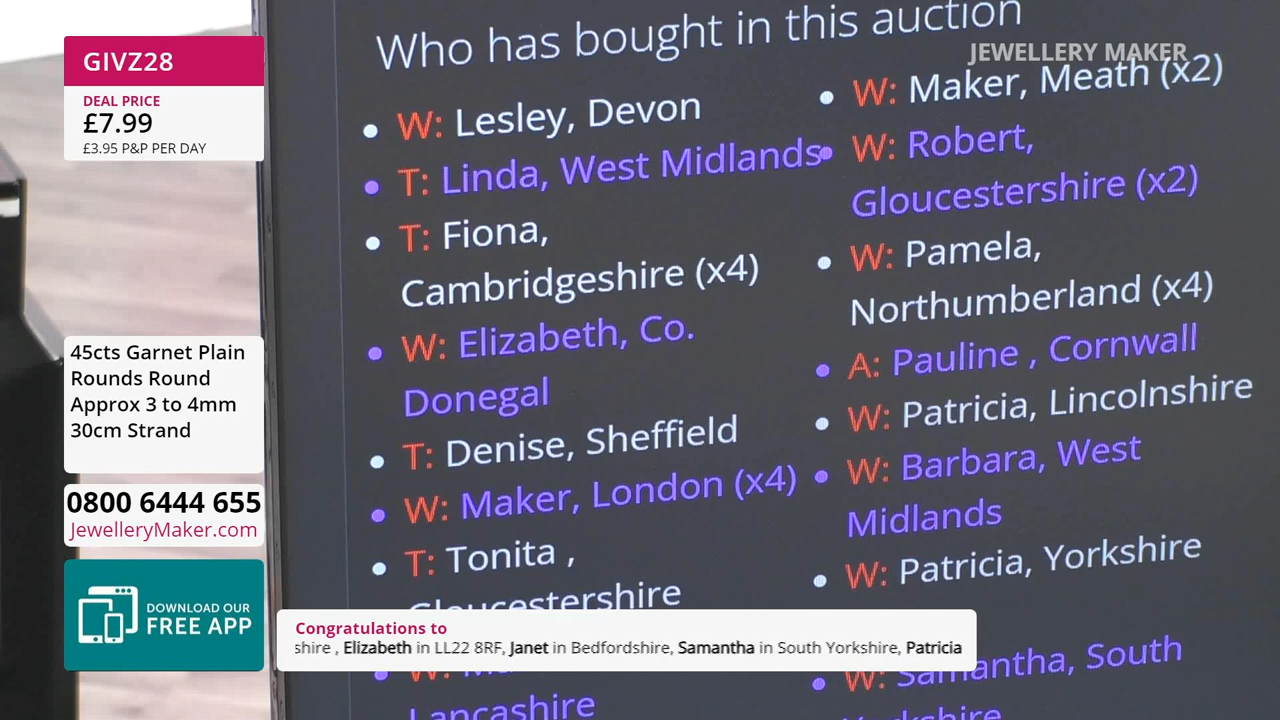 GIVZ28
DEAL PRICE
£7.99
£3.95 P&P PER DAY
45cts Garnet Plain
Rounds Round
Approx 3 to 4mm
30cm Strand
0800 6444 655
JewelleryMaker.com
DOWNLOAD OUR
FREE APP
JEWELLERY MAKER
Who has bought in this auction
W: Lesley, Devon
T: Linda, West Midlands
T: Fiona,
Cambridgeshire (x4)
W: Elizabeth, Co.
Donegal
T: Denise, Sheffield
W: Maker, London (x4)
T: Tonita ,
Gloucestershire
Lancashire
W: Maker, Meath (x2)
W: Robert,
Gloucestershire (x2)
W: Pamela,
Northumberland (x4)
A: Pauline , Cornwall
W: Patricia, Lincolnshire
W: Barbara, West
Midlands
W: Patricia, Yorkshire
W: Samantha, South
Yorkshire
Congratulations to
shire , Elizabeth in LL22 8RF, Janet in Bedfordshire, Samantha in South Yorkshire, Patricia